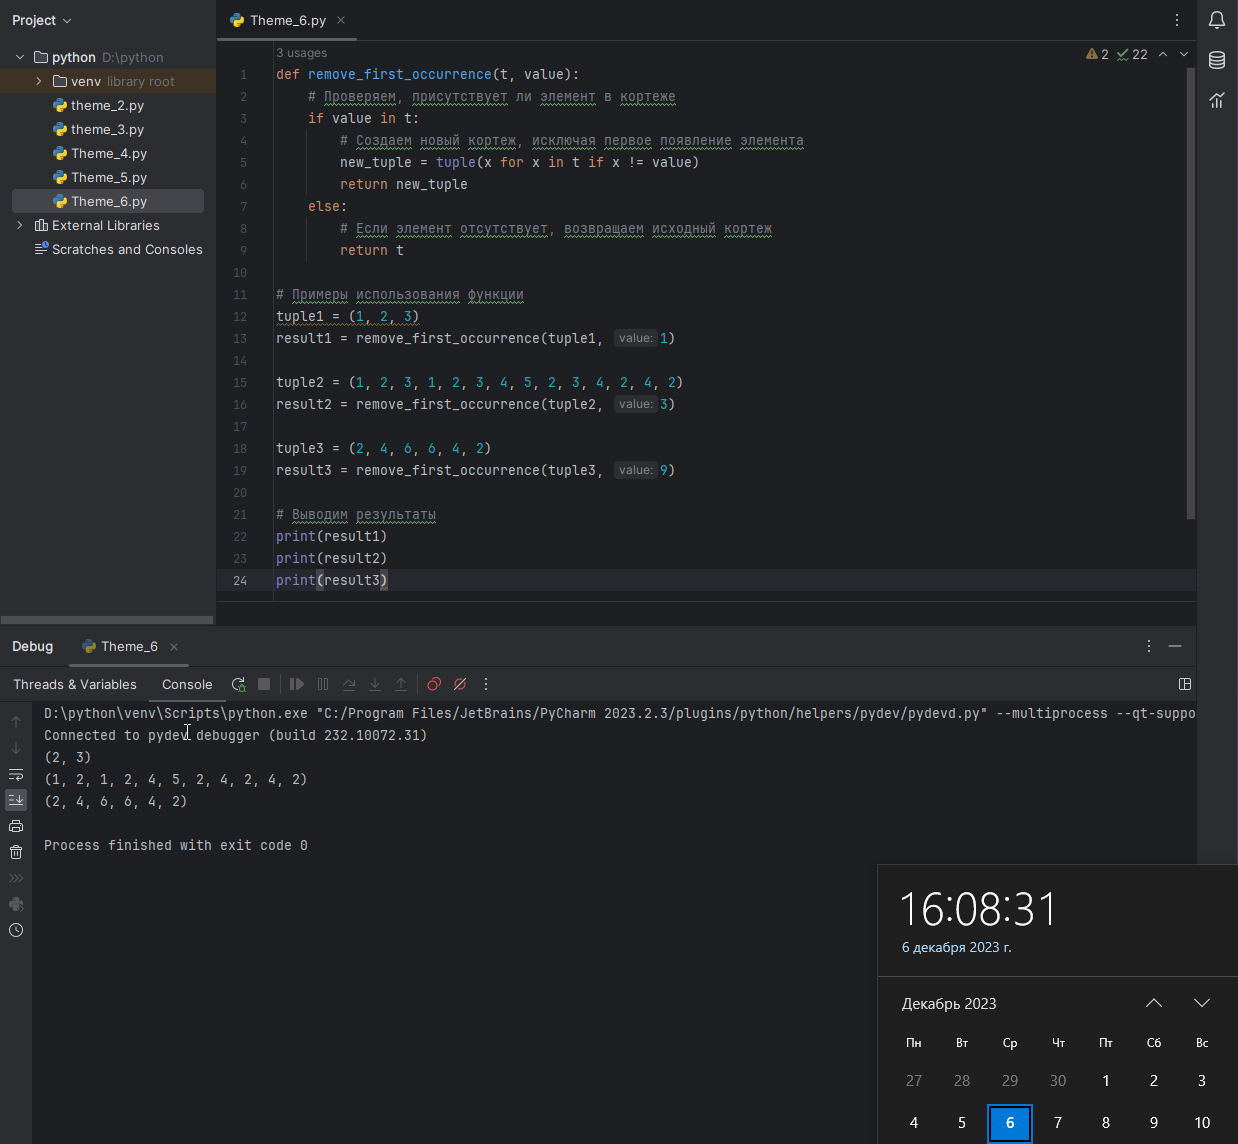 Project
python D:\python
venv library root
theme_2.py
theme_3.py
Theme_4.py
Theme_5.py
Theme_6.py
External Libraries
Scratches and Consoles
Theme_6.py
3 usages
2 22
1 def remove_first_occurrence(t, value):
2 # Проверяем, присутствует ли элемент в кортеже
3 if value in t:
4 # Создаем новый кортеж, исключая первое появление элемента
5 new_tuple = tuple(x for x in t if x != value)
6 return new_tuple
7 else:
8 # Если элемент отсутствует, возвращаем исходный кортеж
9 return t
10
11 # Примеры использования функции
12 tuple1 = (1, 2, 3)
13 result1 = remove_first_occurrence(tuple1, value: 1)
14
15 tuple2 = (1, 2, 3, 1, 2, 3, 4, 5, 2, 3, 4, 2, 4, 2)
16 result2 = remove_first_occurrence(tuple2, value: 3)
17
18 tuple3 = (2, 4, 6, 6, 4, 2)
19 result3 = remove_first_occurrence(tuple3, value: 9)
20
21 # Выводим результаты
22 print(result1)
23 print(result2)
24 print(result3)
Debug Theme_6
Threads & Variables Console
D:\python\venv\Scripts\python.exe "C:/Program Files/JetBrains/PyCharm 2023.2.3/plugins/python/helpers/pydev/pydevd.py" --multiprocess --qt-suppo
Connected to pydev debugger (build 232.10072.31)
(2, 3)
(1, 2, 1, 2, 4, 5, 2, 4, 2, 4, 2)
(2, 4, 6, 6, 4, 2)
Process finished with exit code 0
16:08:31
6 декабря 2023 г.
Декабрь 2023
Пн Вт Ср Чт Пт Сб Вс
27 28 29 30 1 2 3
4 5 6 7 8 9 10